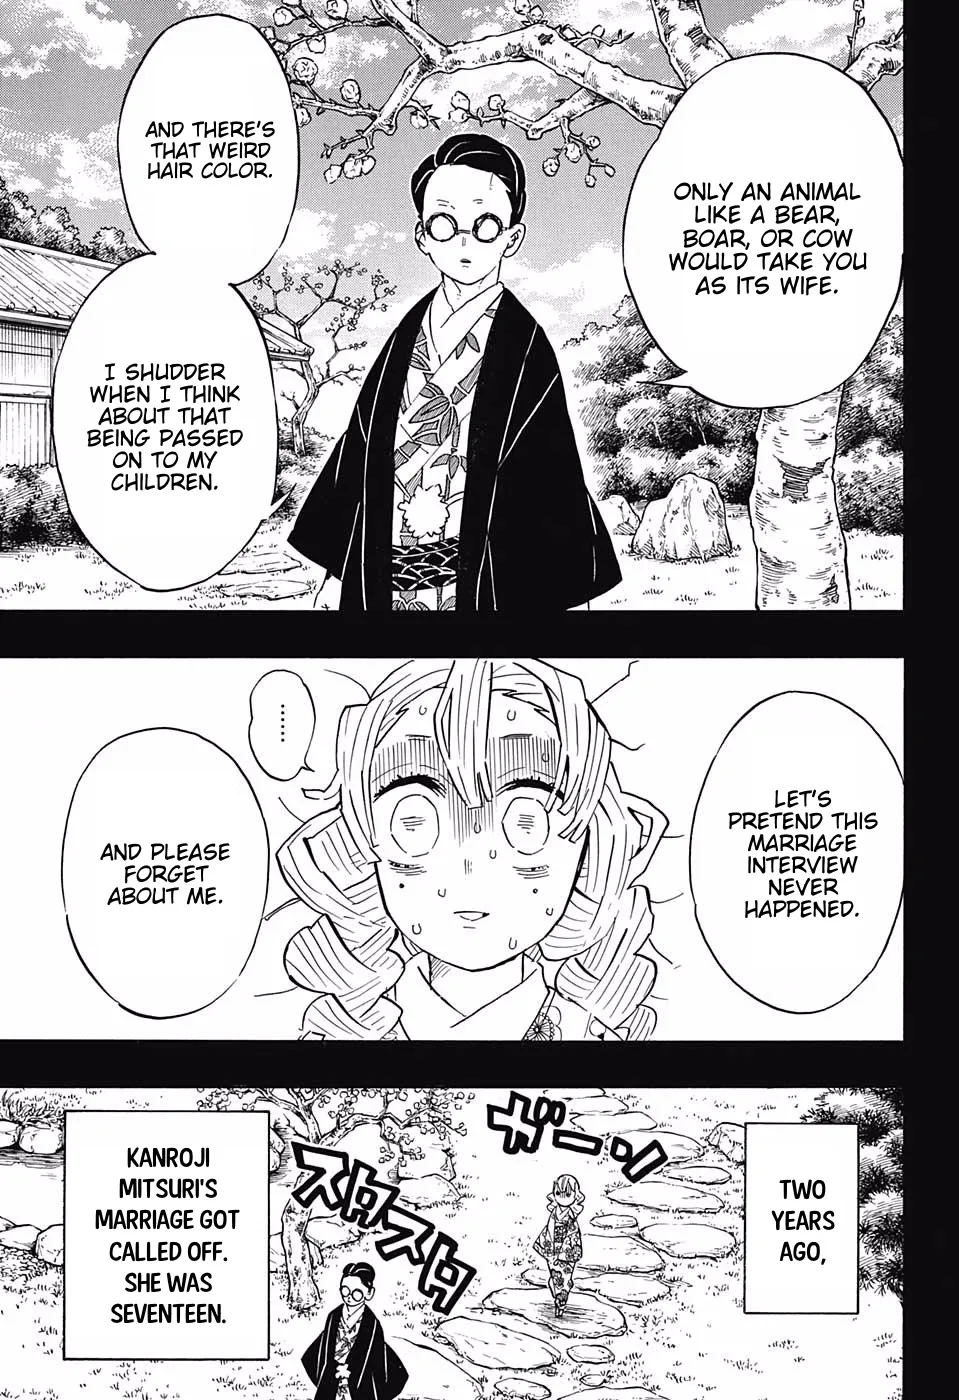 ONLY AN ANIMAL
LIKE A BEAR,
BOAR, OR COW
WOULD TAKE YOU
AS ITS WIFE.
AND THERE'S
THAT WEIRD
HAIR COLOR.
I SHUDDER
WHEN I THINK
ABOUT THAT
BEING PASSED
ON TO MY
CHILDREN.
LET'S
PRETEND THIS
MARRIAGE
INTERVIEW
NEVER
HAPPENED.
AND PLEASE
FORGET
ABOUT ME.
......
TWO
YEARS
AGO,
ガーン
スタスタ
KANROJI
MITSURI'S
MARRIAGE GOT
CALLED OFF.
SHE WAS
SEVENTEEN.